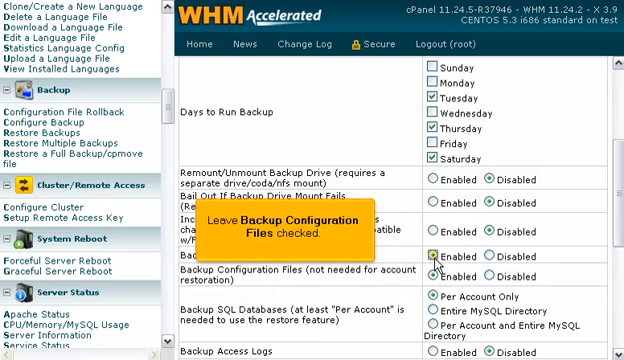 Clone/Create a New Language
Delete a Language File
Download a Language File
Edit a Language File
Statistics Language Config
Upload a Language File
View Installed Languages
Backup
Configuration File Rollback
Configure Backup
Restore Backups
Restore Multiple Backups
Restore a Full Backup/cpmove
file
Cluster/Remote Access
Configure Cluster
Setup Remote Access Key
System Reboot
Forceful Server Reboot
Graceful Server Reboot
Server Status
Apache Status
CPU/Memory/MySQL Usage
Server Information
Service Status
WHM Accelerated
cPanel 11.24.5-R37946 - WHM 11.24.2 - X 3.9
CENTOS 5.3 i686 standard on test
Home News Change Log Secure Logout (root)
Days to Run Backup
Sunday
Monday
Tuesday
Wednesday
Thursday
Friday
Saturday
Remount/Unmount Backup Drive (requires a
separate drive/coda/nfs mount)
Enabled Disabled
Bail Out If Backup Drive Mount Fails
Enabled Disabled
Enabled Disabled
Leave Backup Configuration
Files checked.
Enabled Disabled
Backup Configuration Files (not needed for account
restoration)
Enabled Disabled
Backup SQL Databases (at least "Per Account" is
needed to use the restore feature)
Per Account Only
Entire MySQL Directory
Per Account and Entire MySQL
Directory
Backup Access Logs
Enabled Disabled